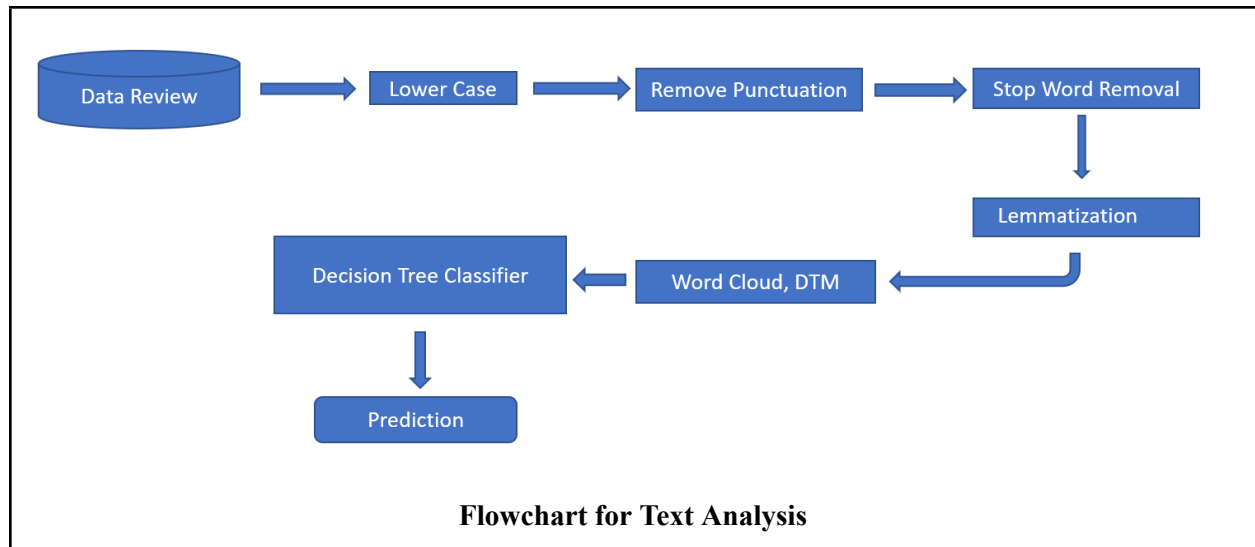 Data Review
Lower Case
Remove Punctuation
Stop Word Removal
Lemmatization
Word Cloud, DTM
Decision Tree Classifier
Prediction
Flowchart for Text Analysis